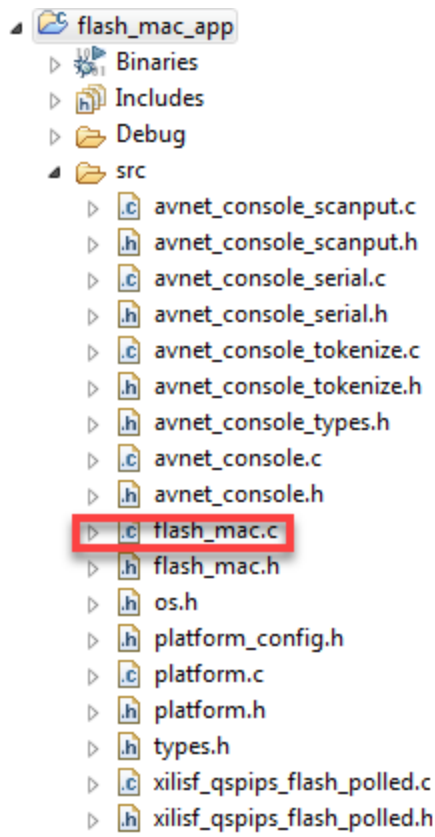 flash_mac_app
Binaries
Includes
Debug
src
avnet_console_scanput.c
avnet_console_scanput.h
avnet_console_serial.c
avnet_console_serial.h
avnet_console_tokenize.c
avnet_console_tokenize.h
avnet_console_types.h
avnet_console.c
avnet_console.h
flash_mac.c
flash_mac.h
os.h
platform_config.h
platform.c
platform.h
types.h
xilisf_qspips_flash_polled.c
xilisf_qspips_flash_polled.h